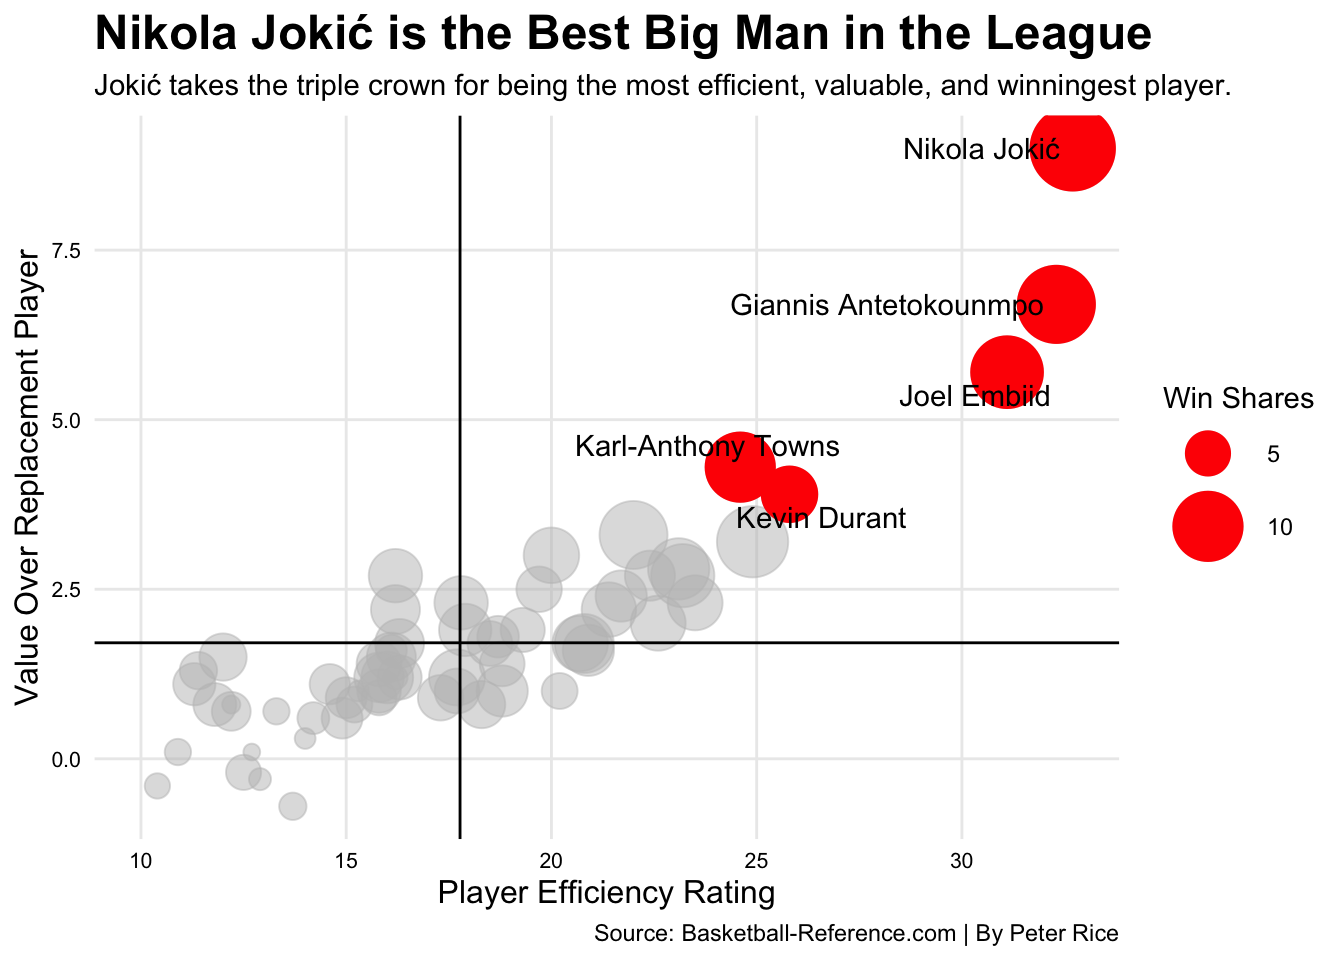 Nikola Jokić is the Best Big Man in the League
Jokić takes the triple crown for being the most efficient, valuable, and winningest player.
Nikola Jokić
7.5
Giannis Antetokounmpo
Joel Embiid
Win Shares
5.0
Karl-Anthony Towns
5
Kevin Durant
10
Value Over Replacement Player
2.5
0.0
10
15
20
25
30
Player Efficiency Rating
Source: Basketball-Reference.com | By Peter Rice